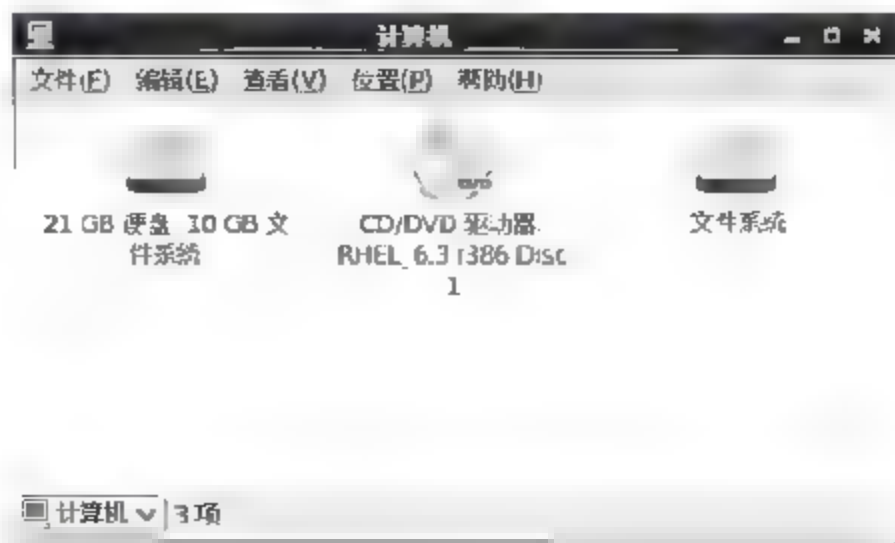 计算机
文件(F) 编辑(E) 查看(V) 位置(P) 帮助(H)
21 GB 硬盘: 10 GB 文
件系统
CD/DVD 驱动器:
RHEL_6.3 i386 Disc
1
文件系统
计算机 3 项